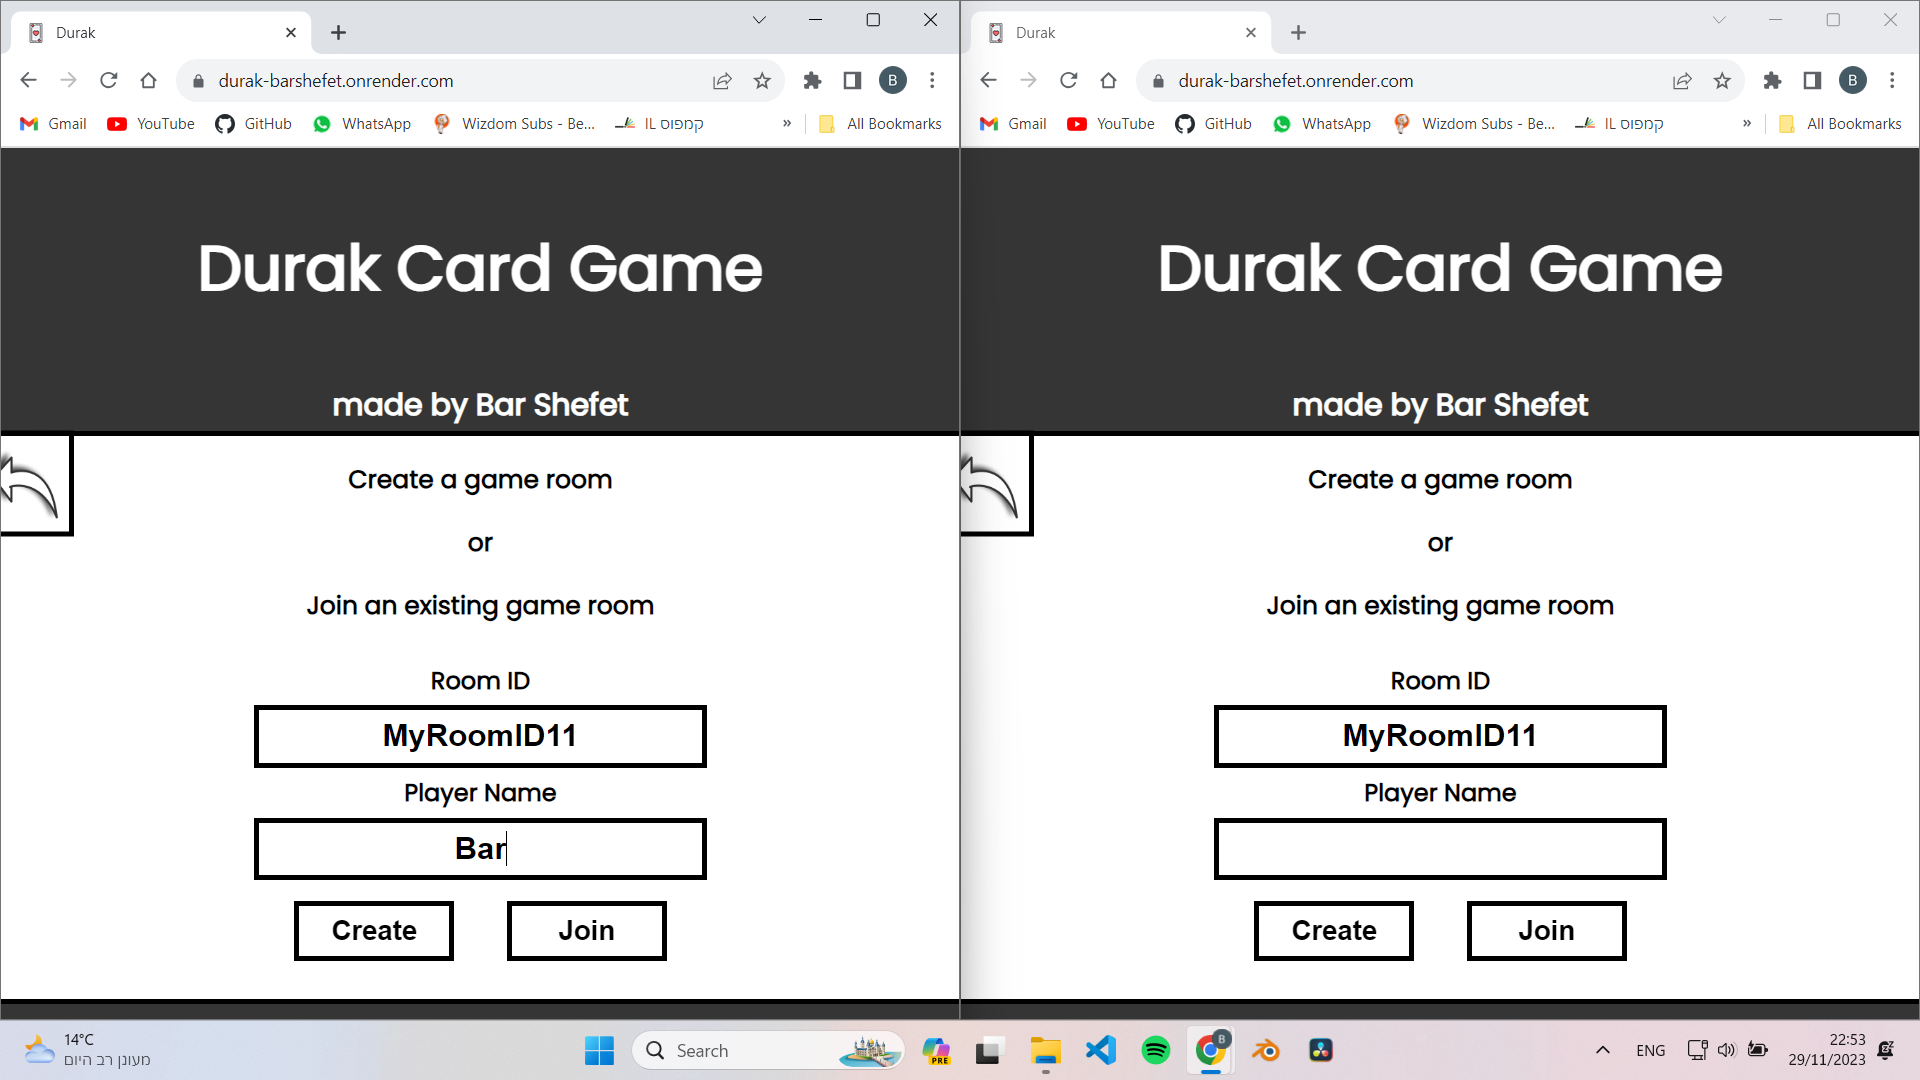 Durak
durak-barshefet.onrender.com
B
Gmail
YouTube
GitHub
WhatsApp
Wizdom Subs - Be...
IL קמפוס
»
All Bookmarks
Durak Card Game
made by Bar Shefet
Create a game room
or
Join an existing game room
Room ID
MyRoomID11
Player Name
Bar
Create
Join
Durak
durak-barshefet.onrender.com
B
Gmail
YouTube
GitHub
WhatsApp
Wizdom Subs - Be...
IL קמפוס
»
All Bookmarks
Durak Card Game
made by Bar Shefet
Create a game room
or
Join an existing game room
Room ID
MyRoomID11
Player Name
Create
Join
14°C
מעונן רב היום
Search
PRE
B
ENG
22:53
29/11/2023